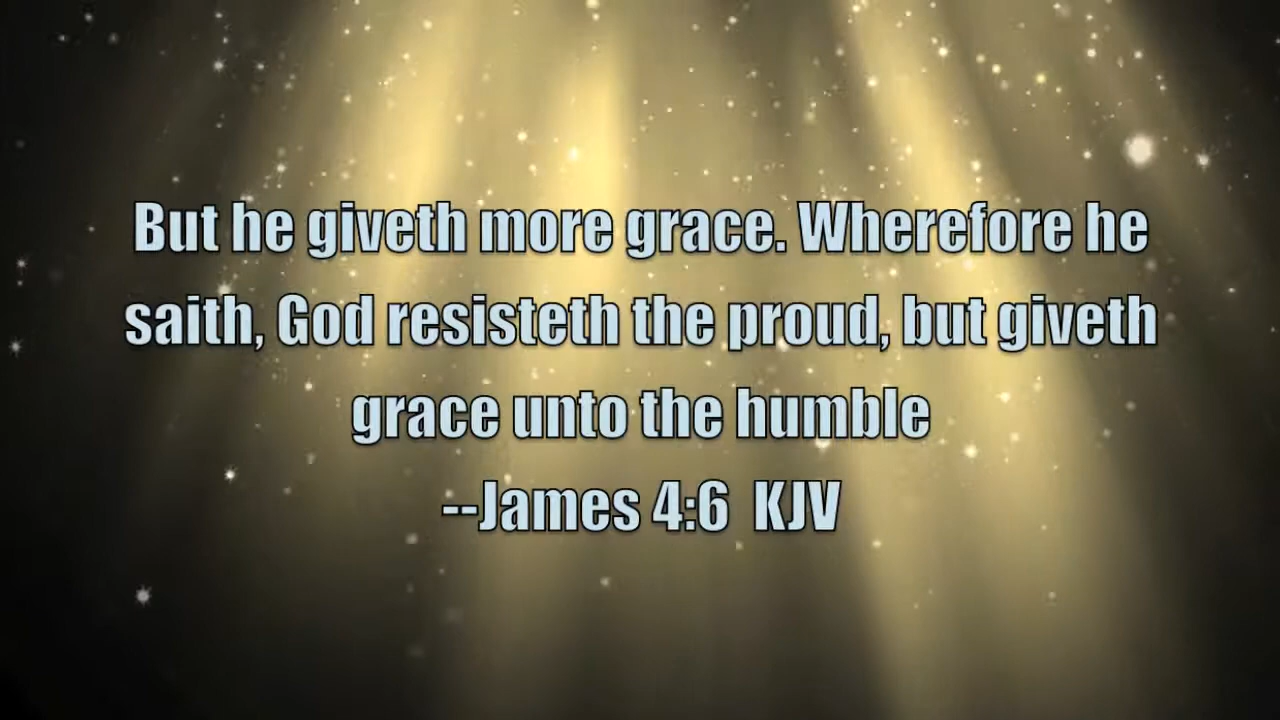 But he giveth more grace. Wherefore he
saith, God resisteth the proud, but giveth
grace unto the humble
--James 4:6  KJV